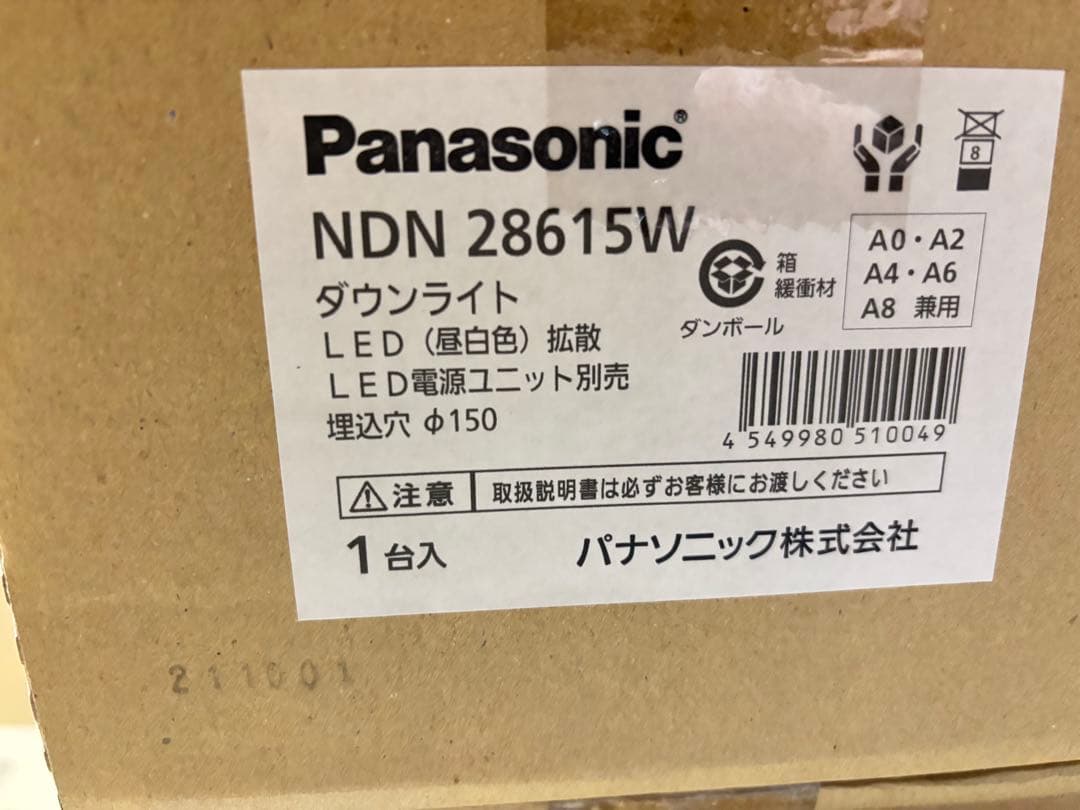 Panasonic®
NDN 28615W
ダウンライト
LED（昼白色）拡散
LED電源ユニット別売
埋込穴 φ150
8
箱
緩衝材
ダンボール
A0・A2
A4・A6
A8 兼用
4 549980 510049
注意 取扱説明書は必ずお客様にお渡しください
1台入
パナソニック株式会社
211001